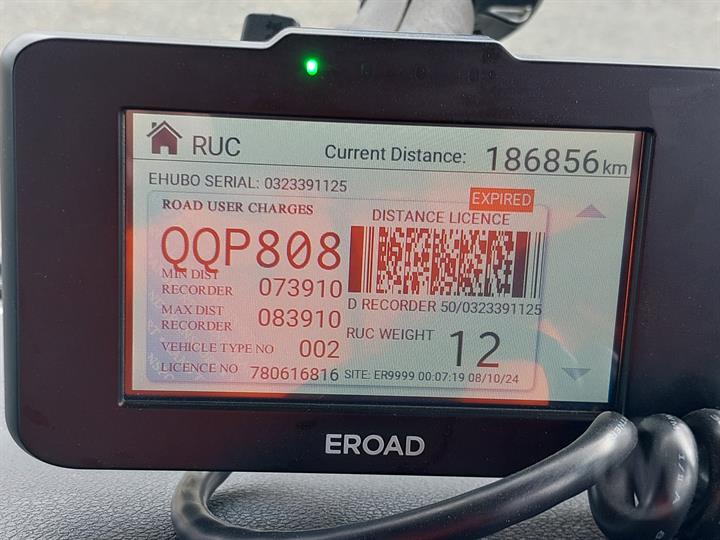 RUC
Current Distance: 186856 km
EHUBO SERIAL: 0323391125
EXPIRED
ROAD USER CHARGES
DISTANCE LICENCE
QQP808
MIN DIST RECORDER 073910
D RECORDER 50/0323391125
MAX DIST RECORDER 083910
RUC WEIGHT 12
VEHICLE TYPE NO 002
LICENCE NO 780616816
SITE: ER9999 00:07:19 08/10/24
EROAD